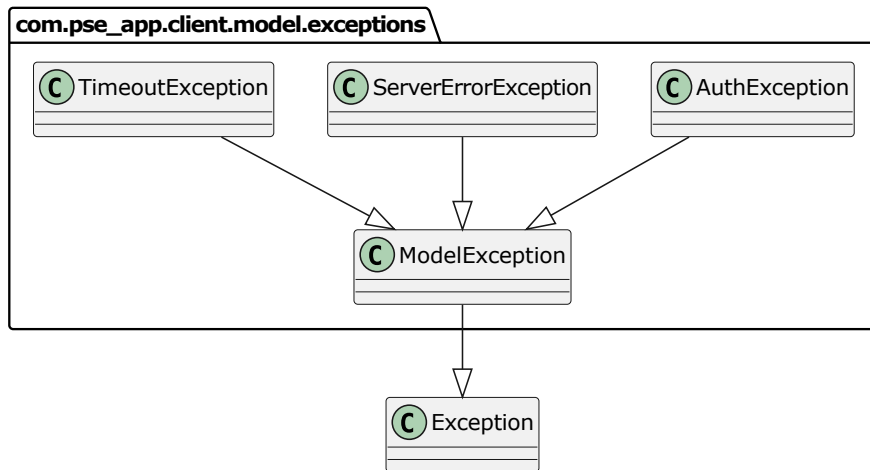 com.pse_app.client.model.exceptions
C TimeoutException
C ServerErrorException
C AuthException
C ModelException
C Exception